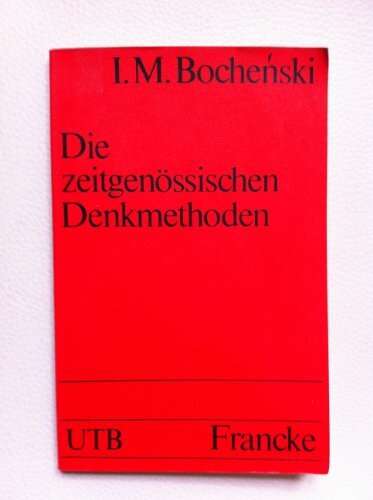 I. M. Bocheński
Die
zeitgenössischen
Denkmethoden
UTB Francke